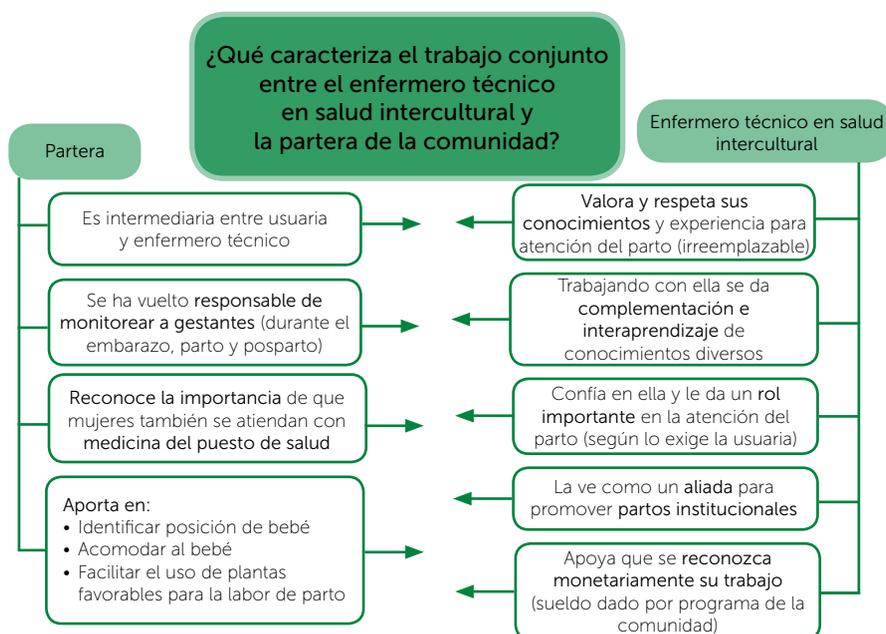 ¿Qué caracteriza el trabajo conjunto
entre el enfermero técnico
en salud intercultural y
la partera de la comunidad?
Partera
Es intermediaria entre usuaria
y enfermero técnico
Se ha vuelto responsable de
monitorear a gestantes (durante el
embarazo, parto y posparto)
Reconoce la importancia de que
mujeres también se atiendan con
medicina del puesto de salud
Aporta en:
• Identificar posición de bebé
• Acomodar al bebé
• Facilitar el uso de plantas
favorables para la labor de parto
Enfermero técnico en salud
intercultural
Valora y respeta sus
conocimientos y experiencia para
atención del parto (irreemplazable)
Trabajando con ella se da
complementación e
interaprendizaje de
conocimientos diversos
Confía en ella y le da un rol
importante en la atención del
parto (según lo exige la usuaria)
La ve como un aliada para
promover partos institucionales
Apoya que se reconozca
monetariamente su trabajo
(sueldo dado por programa de la
comunidad)